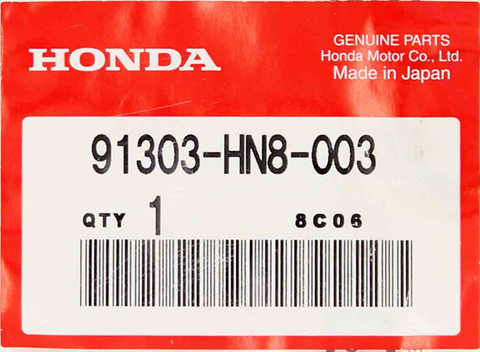 HONDA
GENUINE PARTS
Honda Motor Co., Ltd.
Made in Japan
91303-HN8-003
QTY 1 8C06